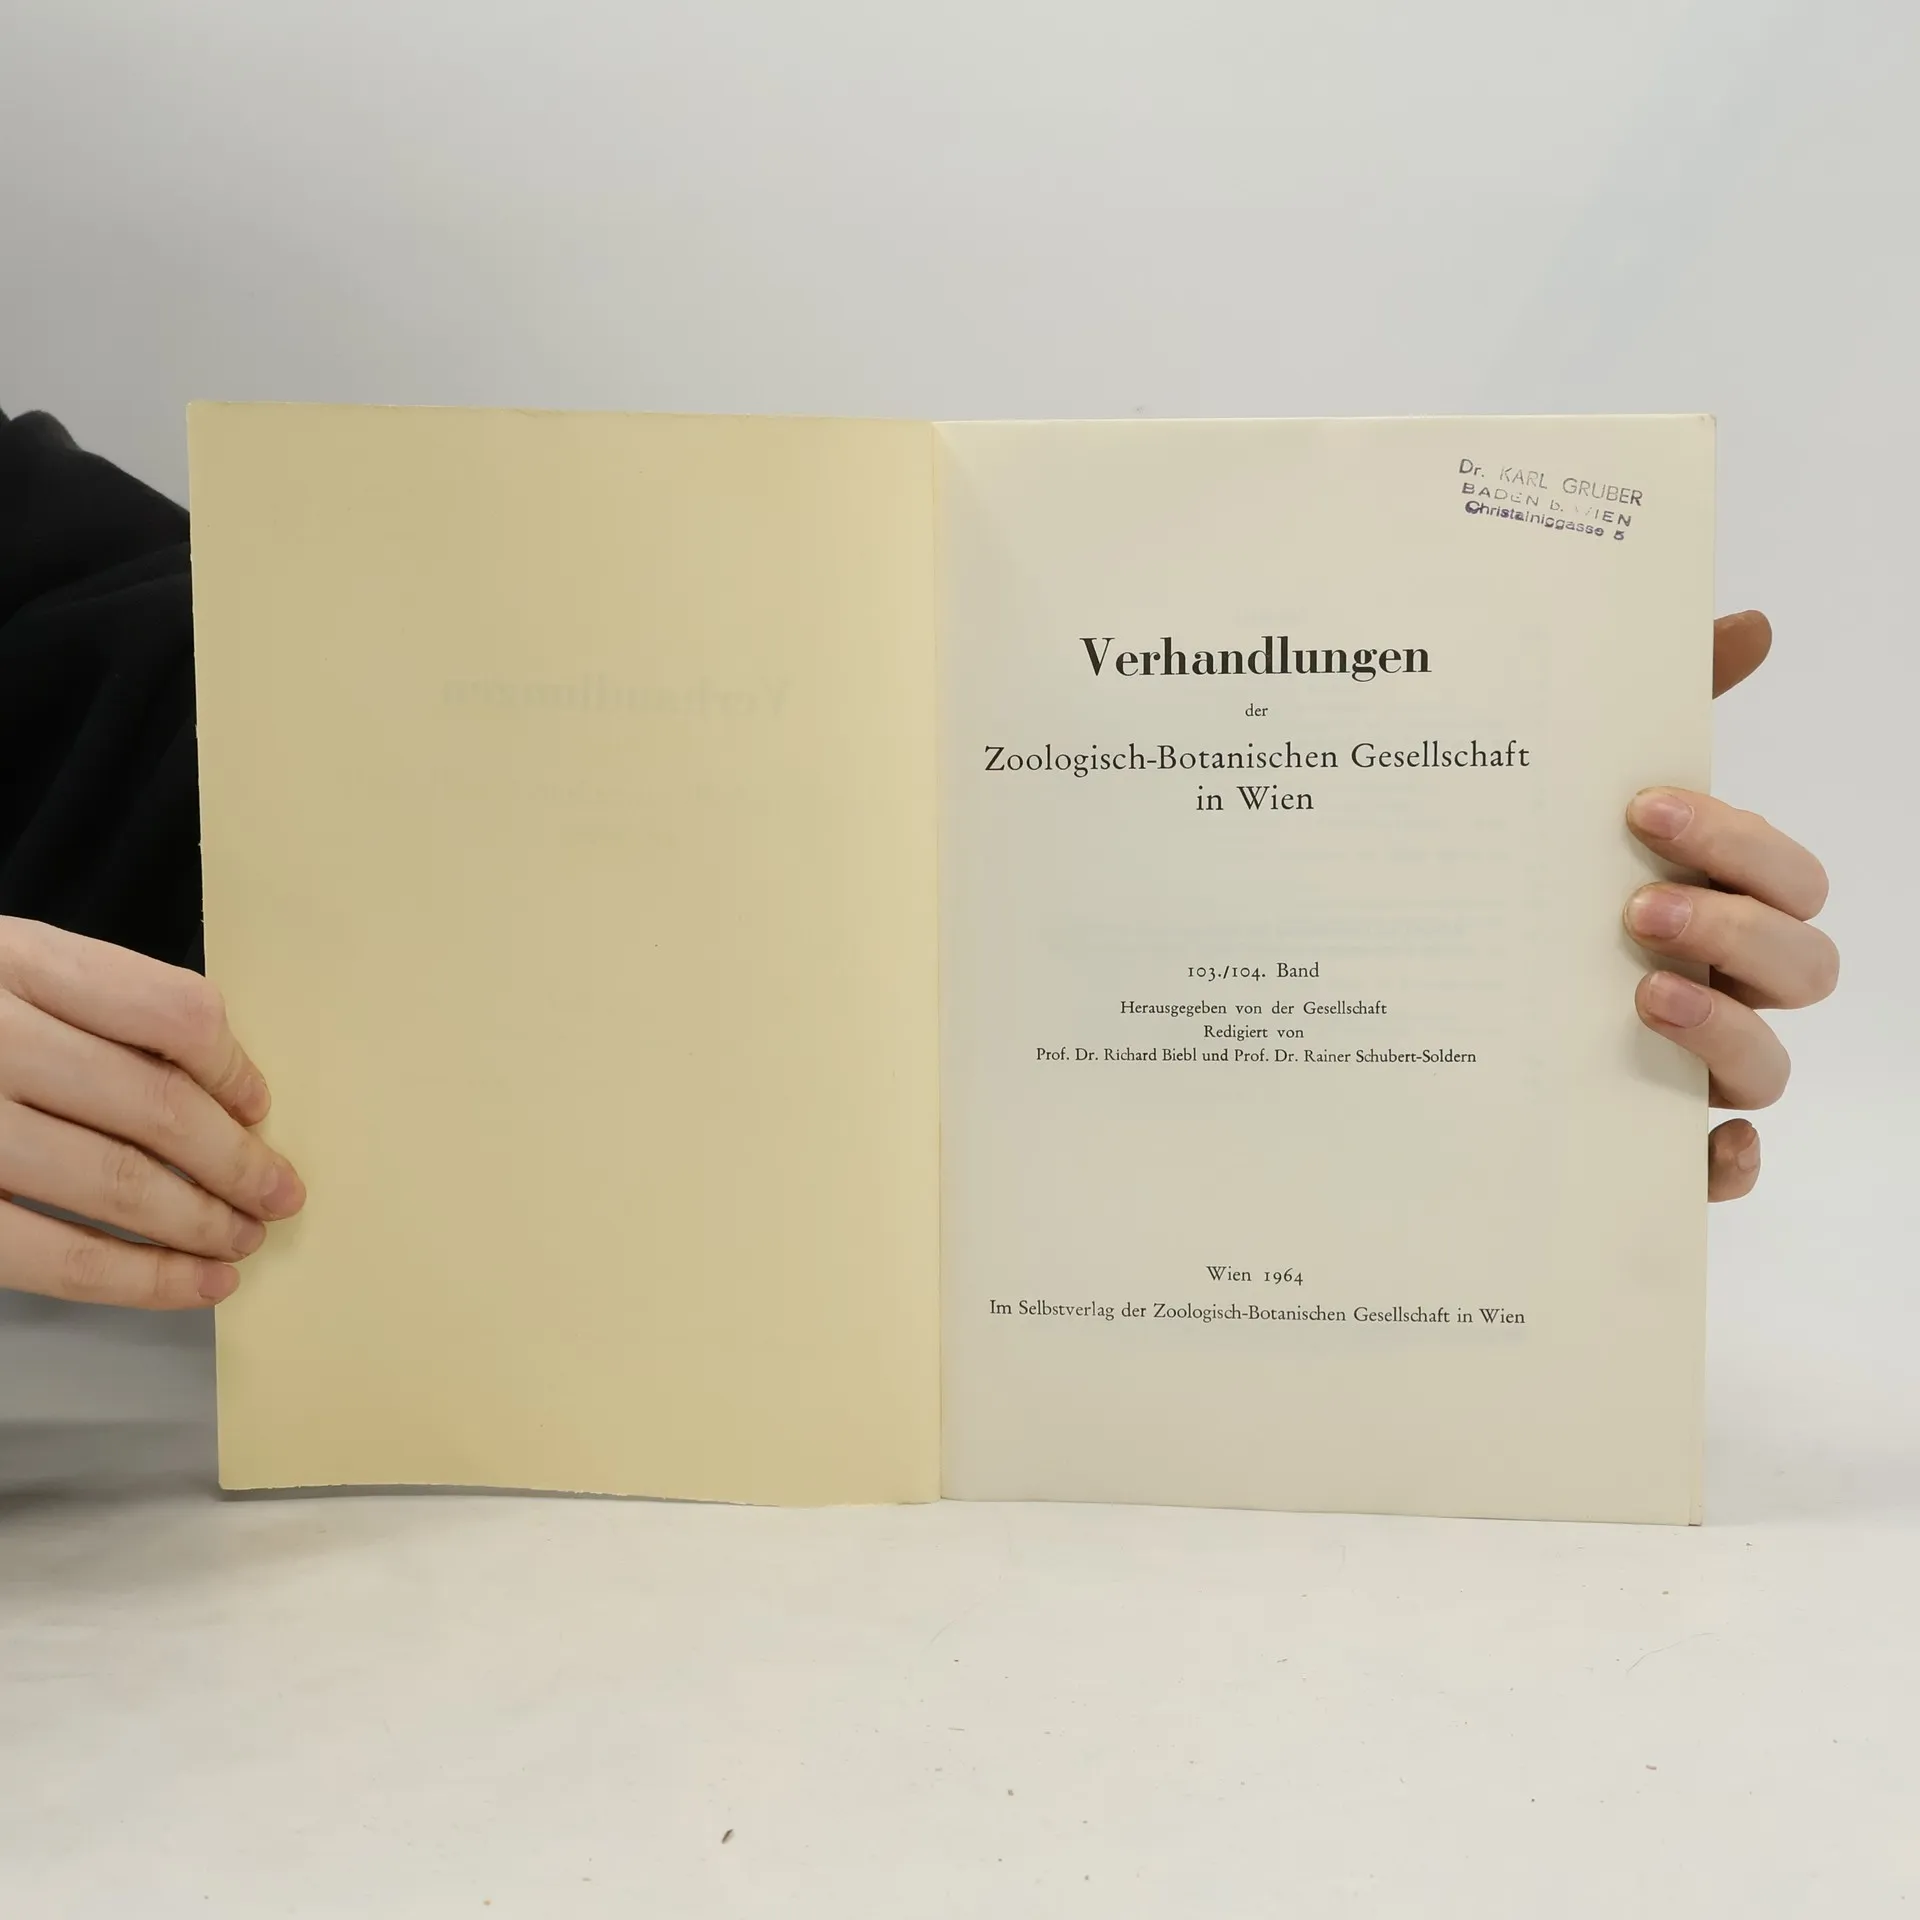 Dr. KARL GRUBER
BADEN b. WIEN
Christalniggasse 5
Verhandlungen
der
Zoologisch-Botanischen Gesellschaft
in Wien
103./104. Band
Herausgegeben von der Gesellschaft
Redigiert von
Prof. Dr. Richard Biebl und Prof. Dr. Rainer Schubert-Soldern
Wien 1964
Im Selbstverlag der Zoologisch-Botanischen Gesellschaft in Wien